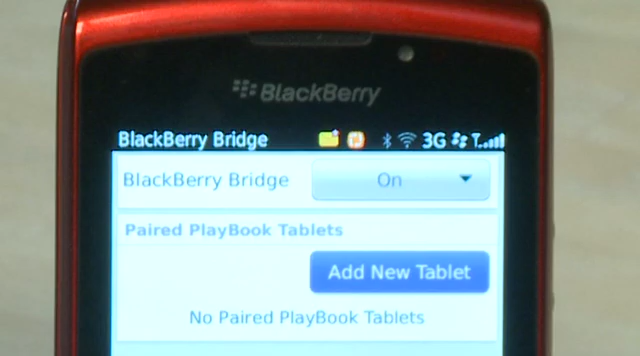 BlackBerry
BlackBerry Bridge 3G
BlackBerry Bridge On
Paired PlayBook Tablets
Add New Tablet
No Paired PlayBook Tablets